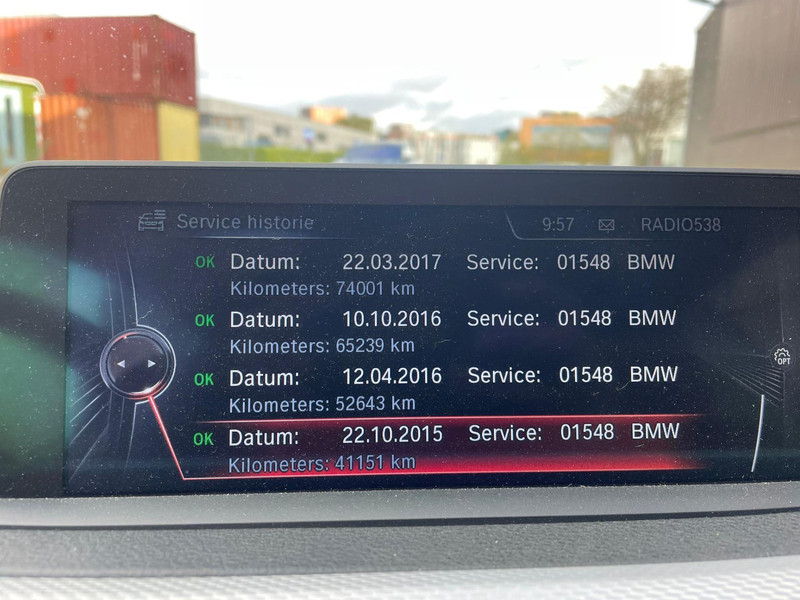 Service historie 9:57 RADIO538
OK Datum: 22.03.2017 Service: 01548 BMW
Kilometers: 74001 km
OK Datum: 10.10.2016 Service: 01548 BMW
Kilometers: 65239 km
OK Datum: 12.04.2016 Service: 01548 BMW
Kilometers: 52643 km
OK Datum: 22.10.2015 Service: 01548 BMW
Kilometers: 41151 km
OPT